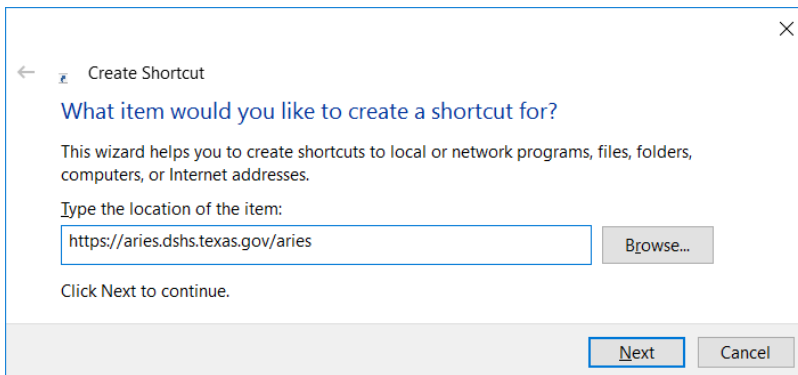 Create Shortcut
What item would you like to create a shortcut for?
This wizard helps you to create shortcuts to local or network programs, files, folders,
computers, or Internet addresses.
Type the location of the item:
https://aries.dshs.texas.gov/aries
Browse...
Click Next to continue.
Next
Cancel